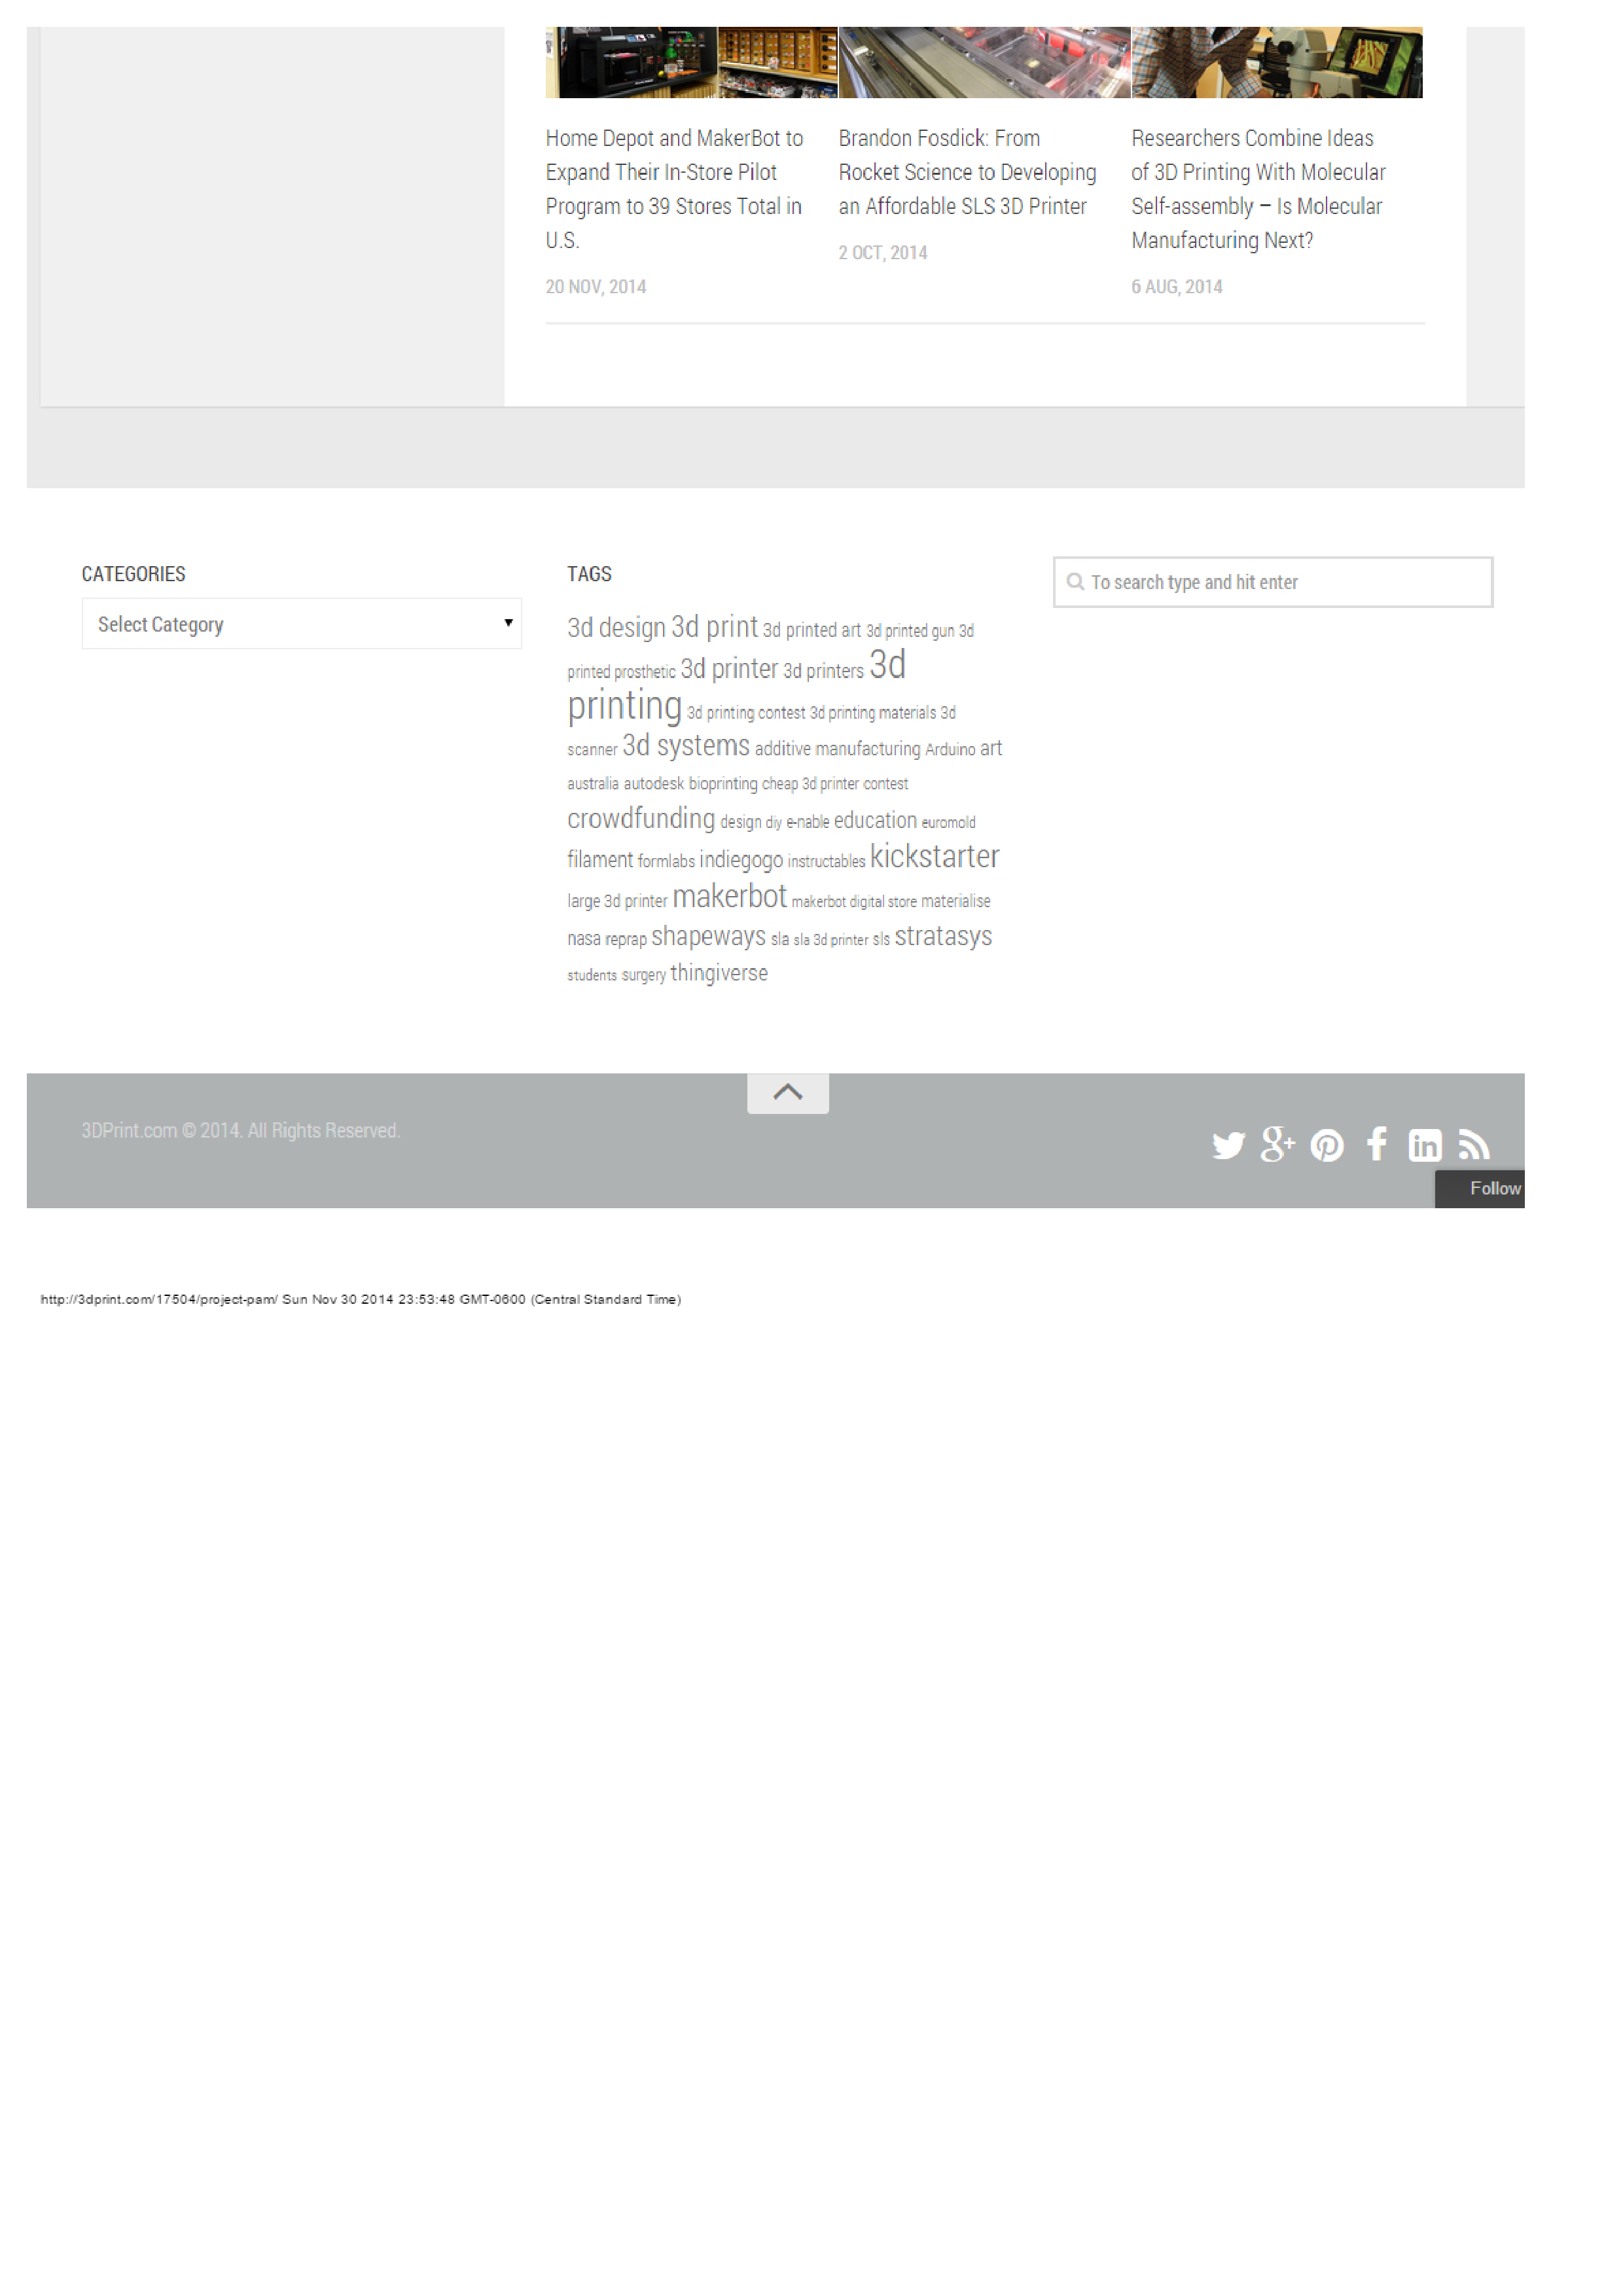 Home Depot and MakerBot to
Expand Their In-Store Pilot
Program to 39 Stores Total in
U.S.
20 NOV, 2014
Brandon Fosdick: From
Rocket Science to Developing
an Affordable SLS 3D Printer
2 OCT, 2014
Researchers Combine Ideas
of 3D Printing With Molecular
Self-assembly – Is Molecular
Manufacturing Next?
6 AUG, 2014
CATEGORIES
Select Category
TAGS
3d design 3d print 3d printed art 3d printed gun 3d
printed prosthetic 3d printer 3d printers 3d
printing 3d printing contest 3d printing materials 3d
scanner 3d systems additive manufacturing Arduino art
australia autodesk bioprinting cheap 3d printer contest
crowdfunding design diy e-nable education euromold
filament formlabs indiegogo instructables kickstarter
large 3d printer makerbot makerbot digital store materialise
nasa reprap shapeways sla sla 3d printer sls stratasys
students surgery thingiverse
To search type and hit enter
3DPrint.com © 2014. All Rights Reserved.
Follow
http://3dprint.com/17504/project-pam/ Sun Nov 30 2014 23:53:48 GMT-0600 (Central Standard Time)